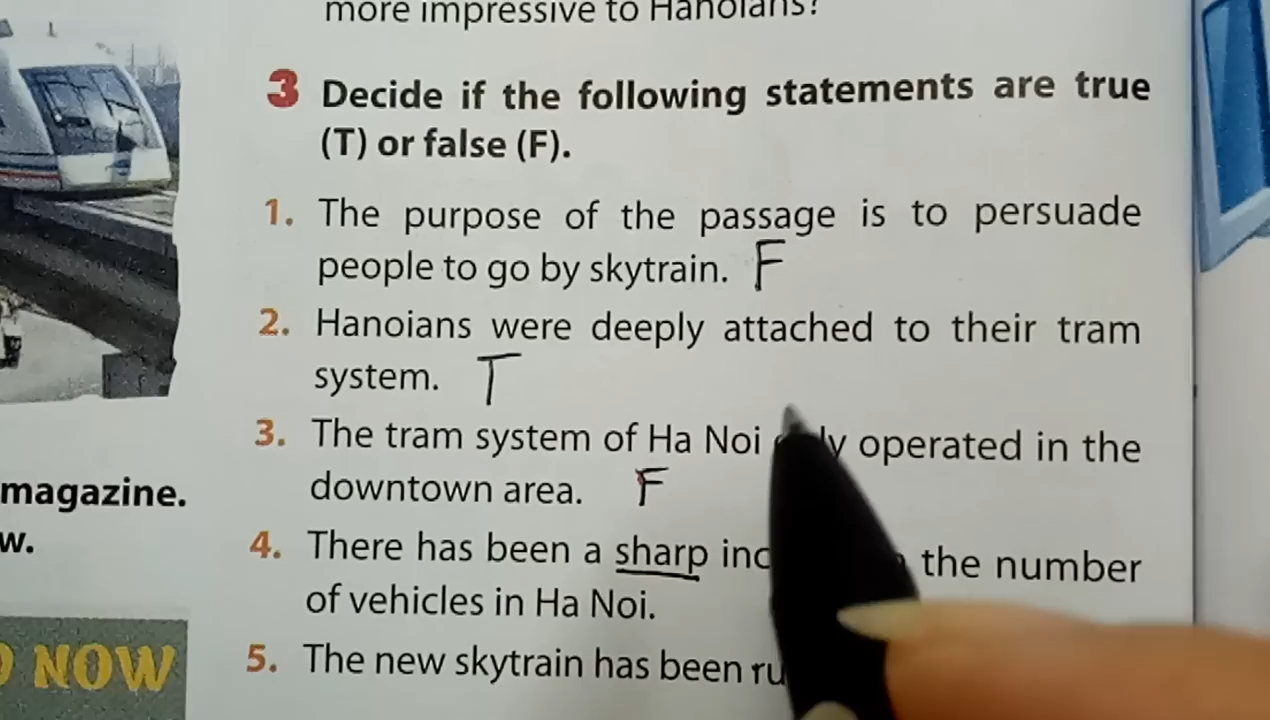 more impressive to Hanoians?
3 Decide if the following statements are true
(T) or false (F).
1. The purpose of the passage is to persuade
people to go by skytrain. F
2. Hanoians were deeply attached to their tram
system. T
3. The tram system of Ha Noi operated in the
downtown area. F
magazine.
4. There has been a sharp the number
w.
of vehicles in Ha Noi.
5. The new skytrain has been
NOW